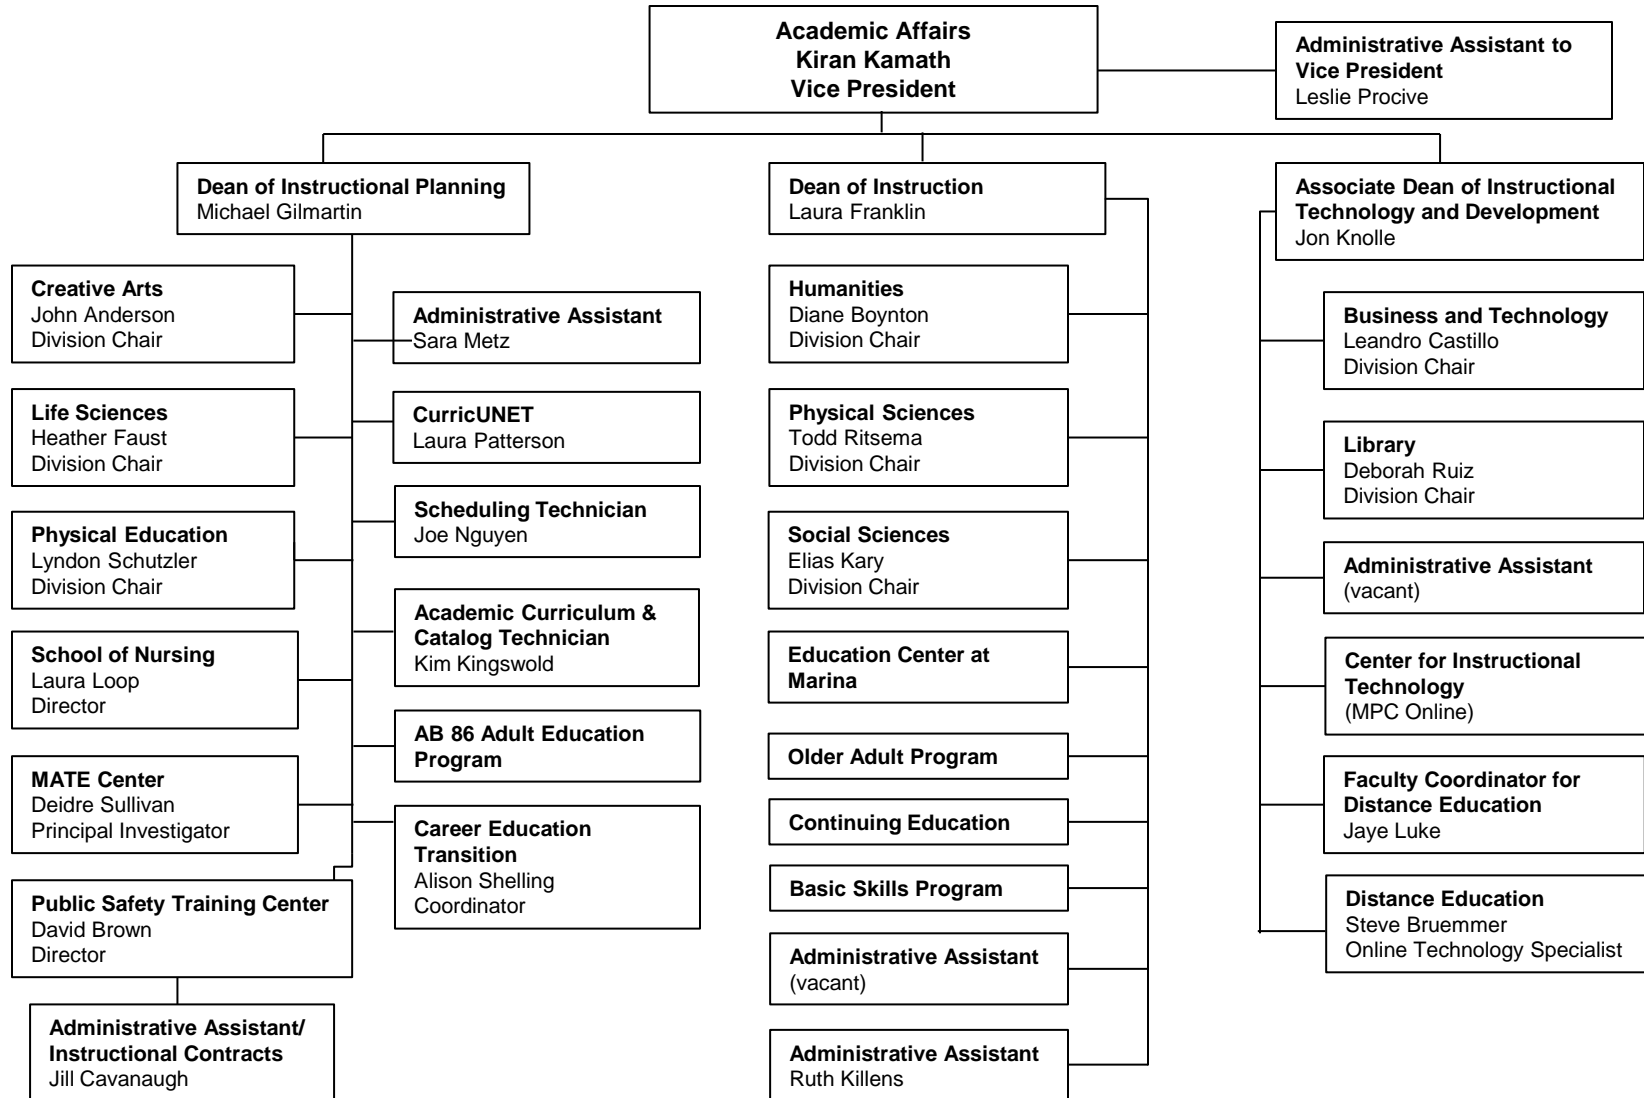 Academic Affairs
Kiran Kamath
Vice President
Administrative Assistant to
Vice President
Leslie Procive
Dean of Instructional Planning
Michael Gilmartin
Creative Arts
John Anderson
Division Chair
Life Sciences
Heather Faust
Division Chair
Physical Education
Lyndon Schutzler
Division Chair
School of Nursing
Laura Loop
Director
MATE Center
Deidre Sullivan
Principal Investigator
Public Safety Training Center
David Brown
Director
Administrative Assistant/
Instructional Contracts
Jill Cavanaugh
Administrative Assistant
Sara Metz
CurricUNET
Laura Patterson
Scheduling Technician
Joe Nguyen
Academic Curriculum &
Catalog Technician
Kim Kingswold
AB 86 Adult Education
Program
Career Education
Transition
Alison Shelling
Coordinator
Dean of Instruction
Laura Franklin
Humanities
Diane Boynton
Division Chair
Physical Sciences
Todd Ritsema
Division Chair
Social Sciences
Elias Kary
Division Chair
Education Center at
Marina
Older Adult Program
Continuing Education
Basic Skills Program
Administrative Assistant
(vacant)
Administrative Assistant
Ruth Killens
Associate Dean of Instructional
Technology and Development
Jon Knolle
Business and Technology
Leandro Castillo
Division Chair
Library
Deborah Ruiz
Division Chair
Administrative Assistant
(vacant)
Center for Instructional
Technology
(MPC Online)
Faculty Coordinator for
Distance Education
Jaye Luke
Distance Education
Steve Bruemmer
Online Technology Specialist